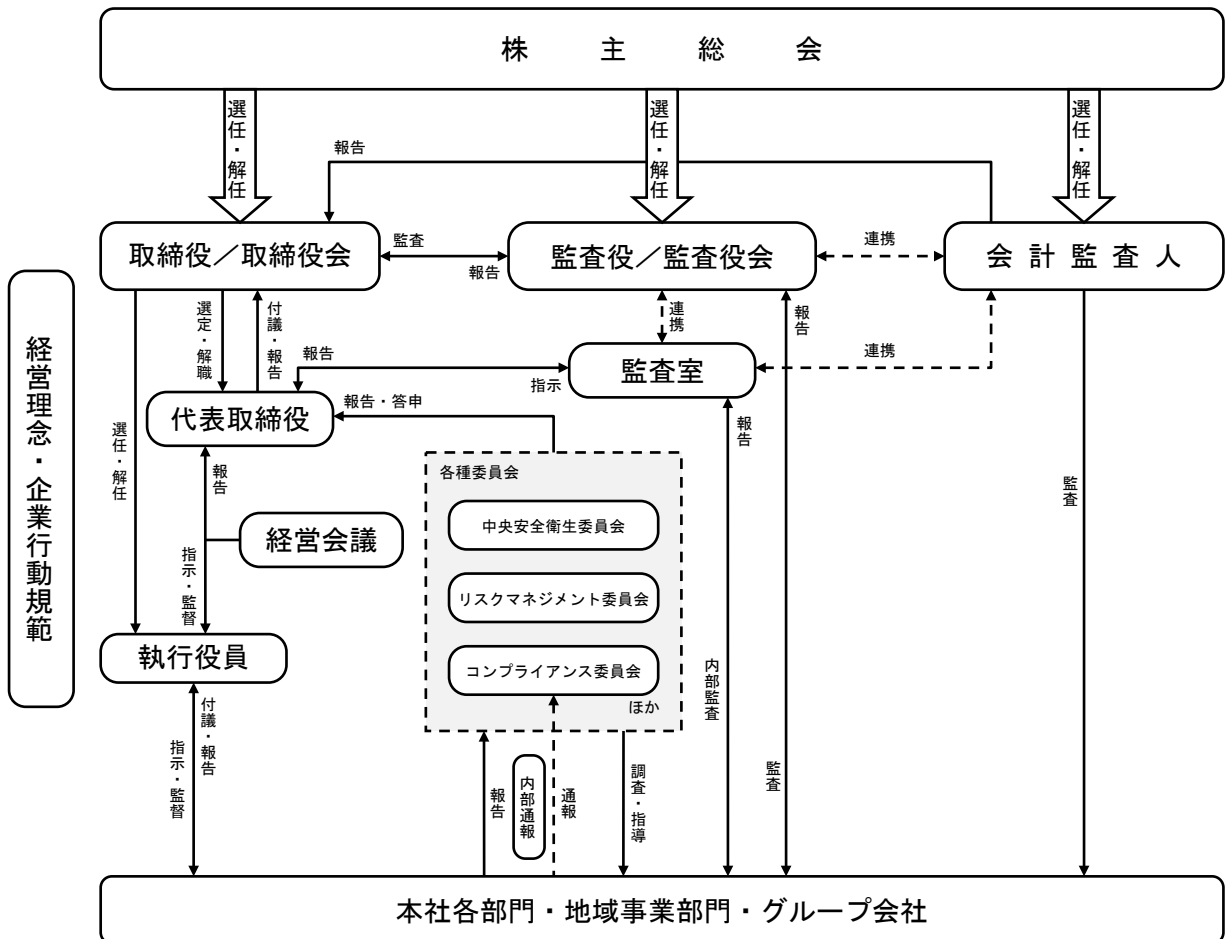 株主総会
選任・解任
選任・解任
選任・解任
報告
取締役／取締役会
監査
報告
監査役／監査役会
連携
会計監査人
経営理念・企業行動規範
選定・解職
付議・報告
報告
指示
連携
監査室
連携
報告
代表取締役
報告・答申
報告
選任・解任
報告
経営会議
指示・監督
執行役員
各種委員会
中央安全衛生委員会
リスクマネジメント委員会
コンプライアンス委員会
ほか
監査
内部監査
監査
付議・報告
指示・監督
報告
内部通報
通報
調査・指導
本社各部門・地域事業部門・グループ会社